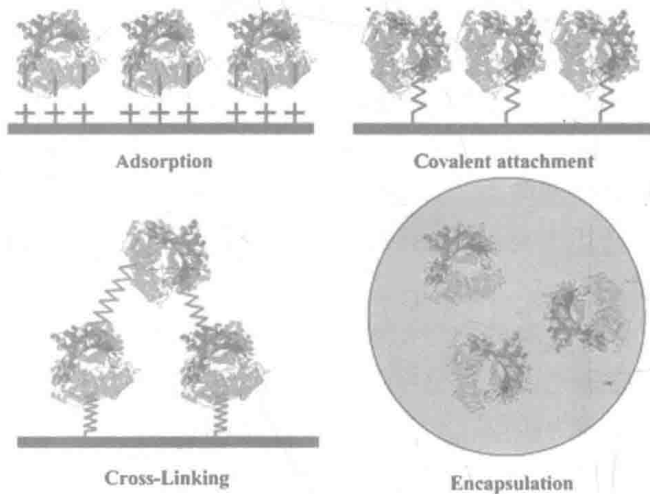 + + + + + + + + +
Adsorption
Covalent attachment
Cross-Linking
Encapsulation